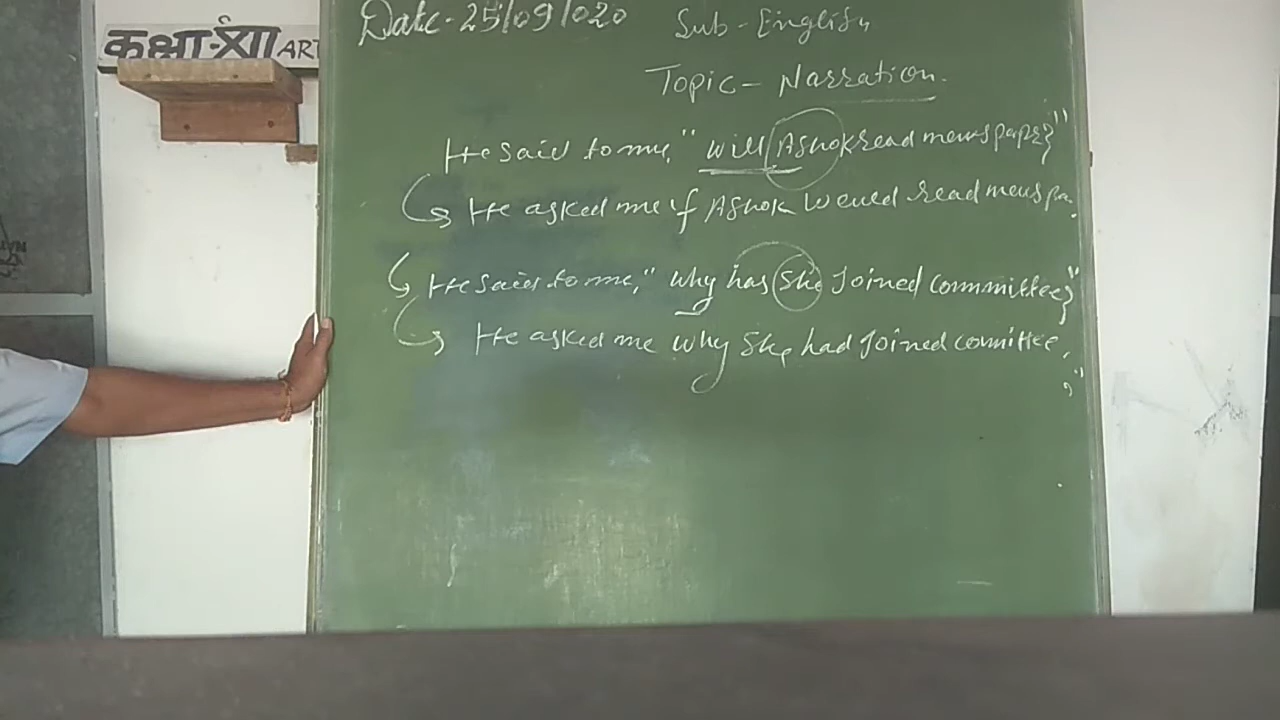 कक्षा-XII ART
Date-25/09/020
Sub-English
Topic- Narration.
He said to me, "will Ashok read newspaper?"
He asked me if Ashok would read newspa.
He said to me, "why has she joined committee?"
He asked me why she had joined committee.